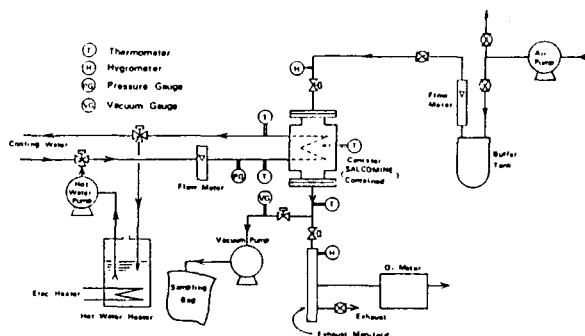 T Thermometer
H Hygrometer
PG Pressure Gauge
VG Vacuum Gauge
Cooling Water
Hot
Water
Pump
Flow Meter
PG
T
T
T
H
Canister
(SALCOMINE
Contained)
Flow
Meter
Air
Pump
Buffer
Tank
VG
T
Vacuum Pump
Sampling
Bag
H
O₂ Meter
Exhaust
Exhaust Manifold
Elec Heater
Hot Water Heater